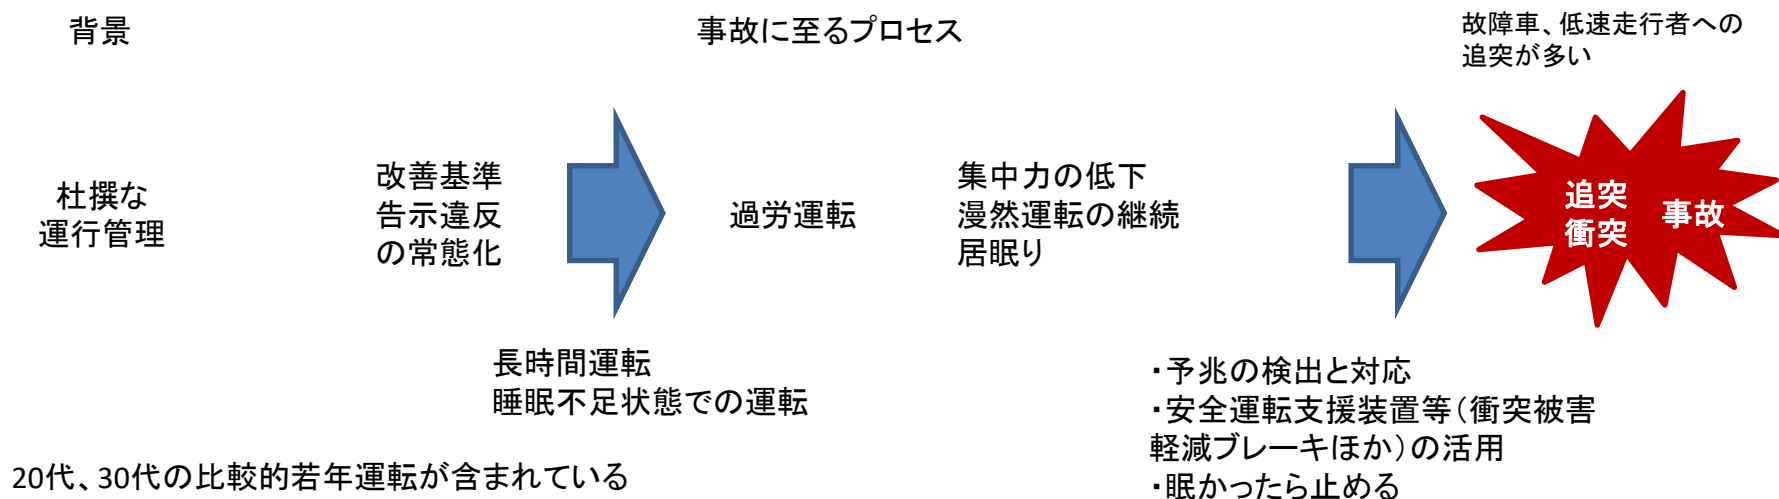 背景
事故に至るプロセス
故障車、低速走行者への
追突が多い
杜撰な
運行管理
改善基準
告示違反
の常態化
過労運転
集中力の低下
漫然運転の継続
居眠り
追突
衝突
事故
長時間運転
睡眠不足状態での運転
・予兆の検出と対応
・安全運転支援装置等(衝突被害
軽減ブレーキほか)の活用
・眠かったら止める
20代、30代の比較的若年運転が含まれている